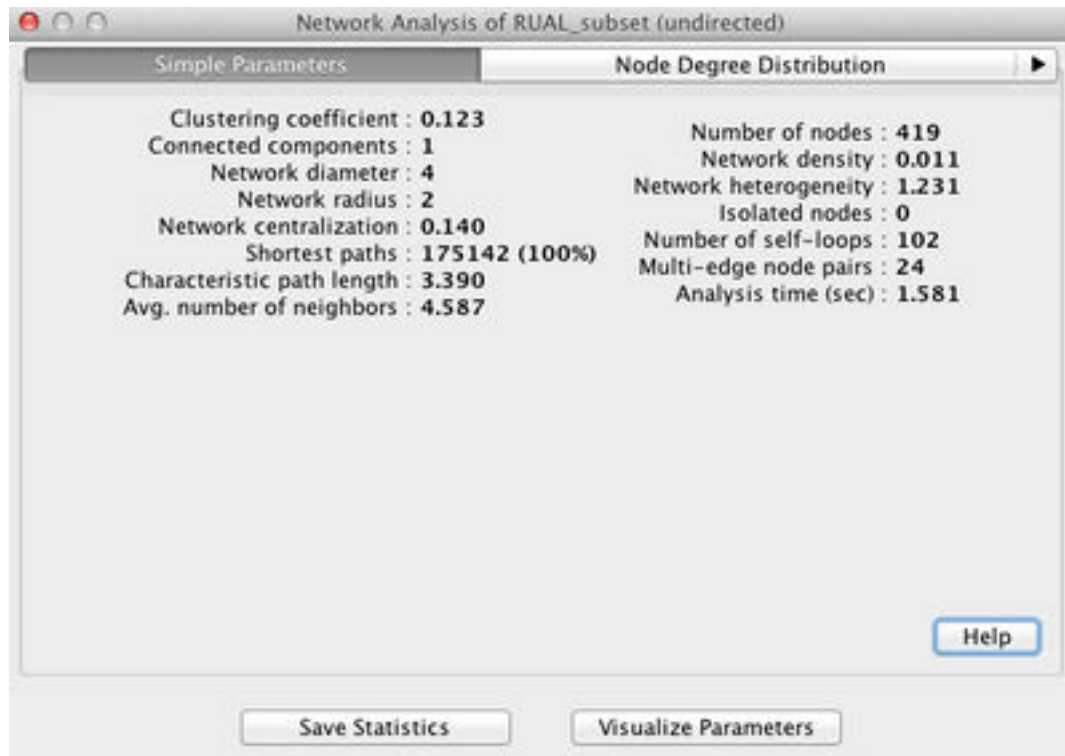 Network Analysis of RUAL_subset (undirected)
Simple Parameters
Node Degree Distribution
Clustering coefficient : 0.123
Connected components : 1
Network diameter : 4
Network radius : 2
Network centralization : 0.140
Shortest paths : 175142 (100%)
Characteristic path length : 3.390
Avg. number of neighbors : 4.587
Number of nodes : 419
Network density : 0.011
Network heterogeneity : 1.231
Isolated nodes : 0
Number of self-loops : 102
Multi-edge node pairs : 24
Analysis time (sec) : 1.581
Help
Save Statistics
Visualize Parameters